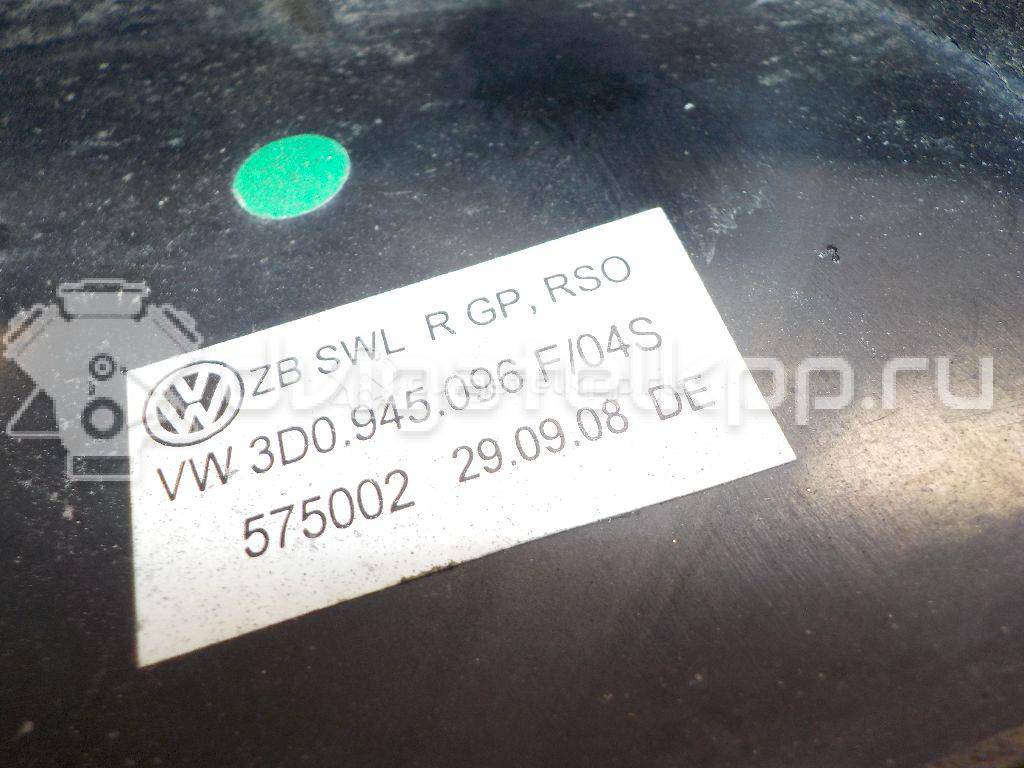 ZB SWL R GP, RSO
VW 3D0.945.096 F/04S
575002 29.09.08 DE